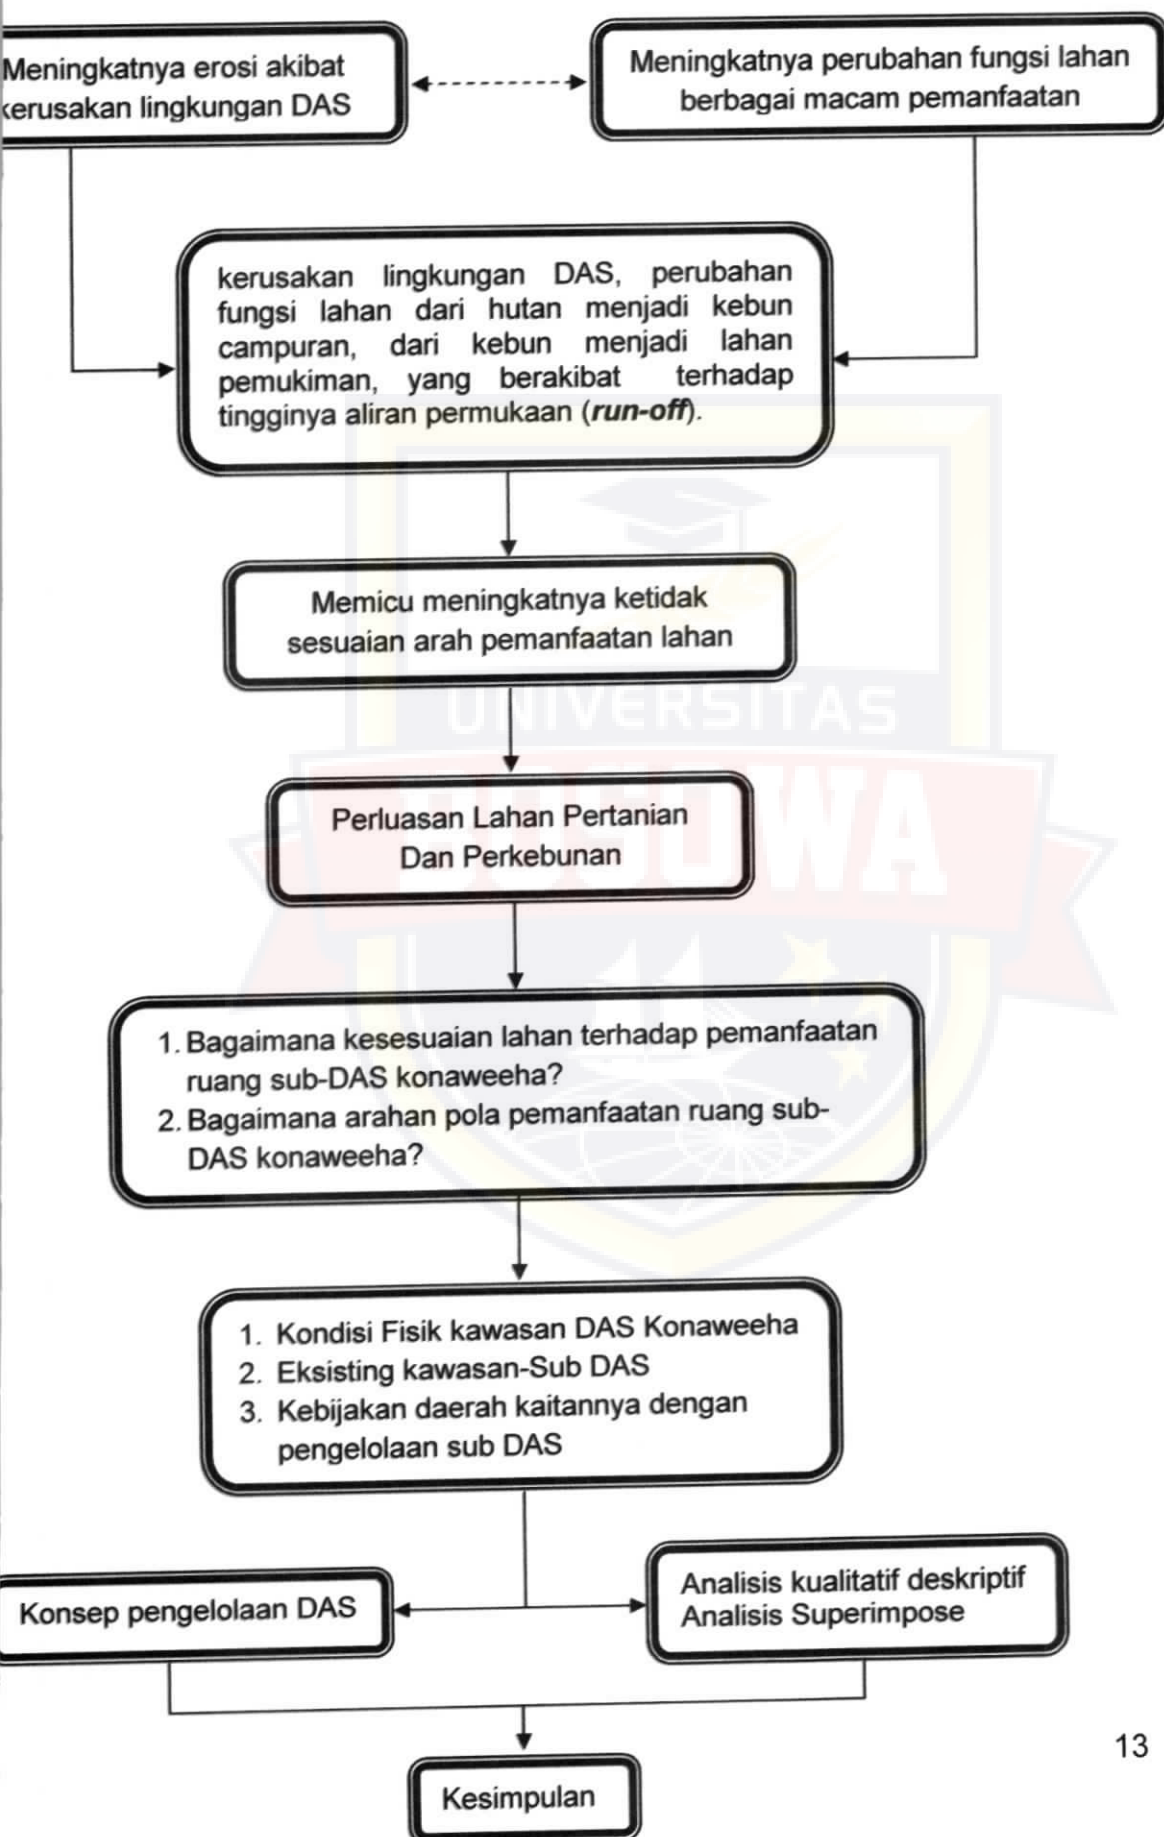 Meningkatnya erosi akibat
kerusakan lingkungan DAS
Meningkatnya perubahan fungsi lahan
berbagai macam pemanfaatan
kerusakan lingkungan DAS, perubahan
fungsi lahan dari hutan menjadi kebun
campuran, dari kebun menjadi lahan
pemukiman, yang berakibat terhadap
tingginya aliran permukaan (run-off).
Memicu meningkatnya ketidak
sesuaian arah pemanfaatan lahan
UNIVERSITAS
BOSOWA
Perluasan Lahan Pertanian
Dan Perkebunan
1. Bagaimana kesesuaian lahan terhadap pemanfaatan
ruang sub-DAS konaweeha?
2. Bagaimana arahan pola pemanfaatan ruang sub-
DAS konaweeha?
1. Kondisi Fisik kawasan DAS Konaweeha
2. Eksisting kawasan-Sub DAS
3. Kebijakan daerah kaitannya dengan
pengelolaan sub DAS
Konsep pengelolaan DAS
Analisis kualitatif deskriptif
Analisis Superimpose
13
Kesimpulan